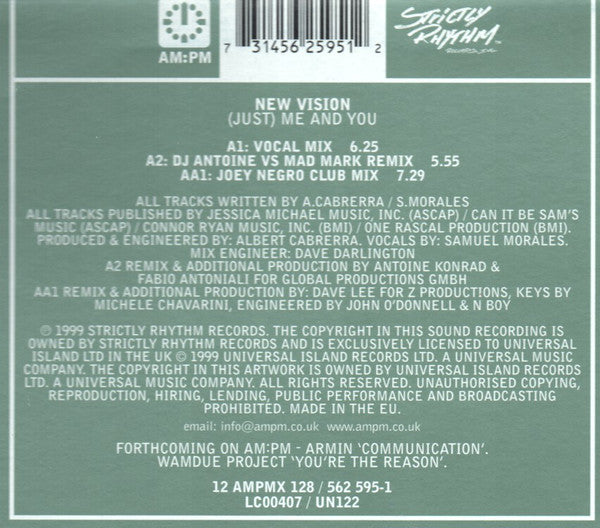 AM:PM
7 31456 25951 2
STRICTLY
RHYTHM™
NEW VISION
(JUST) ME AND YOU
A1: VOCAL MIX 6.25
A2: DJ ANTOINE VS MAD MARK REMIX 5.55
AA1: JOEY NEGRO CLUB MIX 7.29
ALL TRACKS WRITTEN BY A.CABRERRA / S.MORALES
ALL TRACKS PUBLISHED BY JESSICA MICHAEL MUSIC, INC. (ASCAP) / CAN IT BE SAM'S
MUSIC (ASCAP) / CONNOR RYAN MUSIC, INC. (BMI) / ONE RASCAL PRODUCTION (BMI).
PRODUCED & ENGINEERED BY: ALBERT CABRERRA. VOCALS BY: SAMUEL MORALES.
MIX ENGINEER: DAVE DARLINGTON
A2 REMIX & ADDITIONAL PRODUCTION BY ANTOINE KONRAD &
FABIO ANTONIALI FOR GLOBAL PRODUCTIONS GMBH
AA1 REMIX & ADDITIONAL PRODUCTION BY: DAVE LEE FOR Z PRODUCTIONS, KEYS BY
MICHELE CHAVARINI, ENGINEERED BY JOHN O'DONNELL & N BOY
℗ 1999 STRICTLY RHYTHM RECORDS. THE COPYRIGHT IN THIS SOUND RECORDING IS
OWNED BY STRICTLY RHYTHM RECORDS AND IS EXCLUSIVELY LICENSED TO UNIVERSAL
ISLAND LTD IN THE UK © 1999 UNIVERSAL ISLAND RECORDS LTD. A UNIVERSAL MUSIC
COMPANY. THE COPYRIGHT IN THIS ARTWORK IS OWNED BY UNIVERSAL ISLAND RECORDS
LTD. A UNIVERSAL MUSIC COMPANY. ALL RIGHTS RESERVED. UNAUTHORISED COPYING,
REPRODUCTION, HIRING, LENDING, PUBLIC PERFORMANCE AND BROADCASTING
PROHIBITED. MADE IN THE EU.
email: info@ampm.co.uk www.ampm.co.uk
FORTHCOMING ON AM:PM - ARMIN 'COMMUNICATION'.
WAMDUE PROJECT 'YOU'RE THE REASON'.
12 AMPMX 128 / 562 595-1
LC00407 / UN122